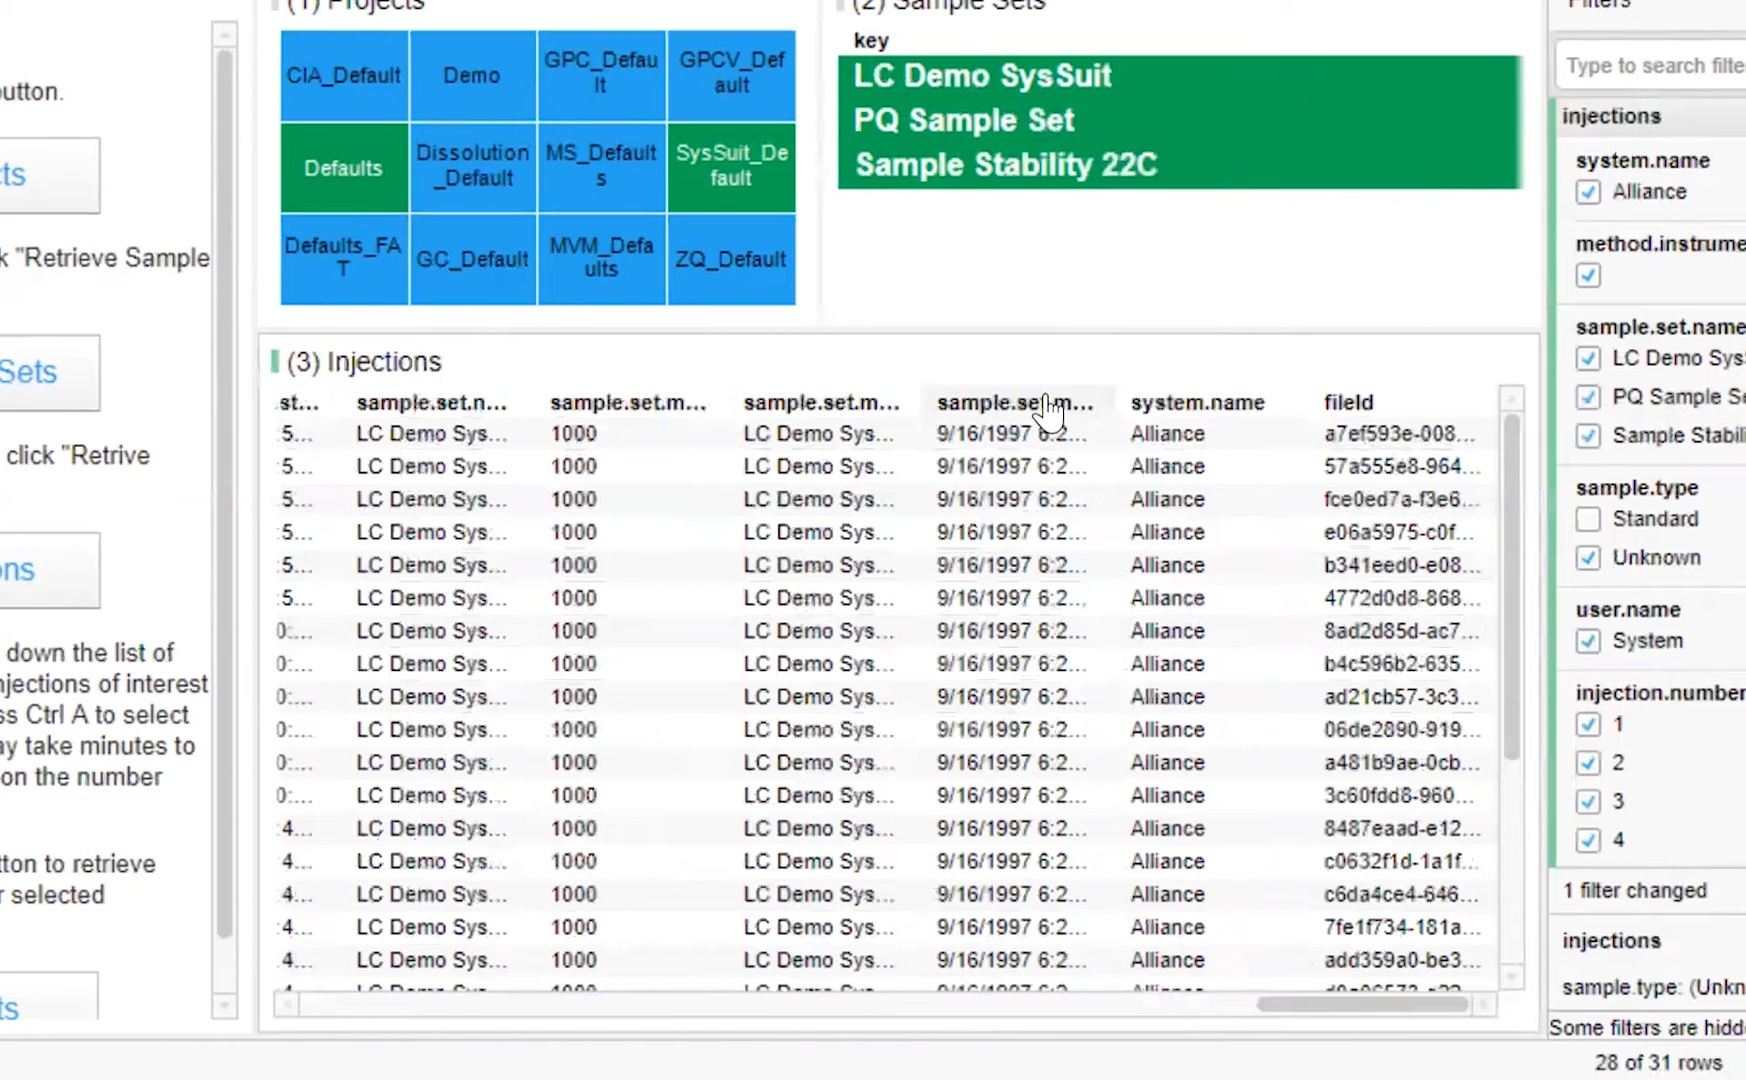 (1) Projects
(2) Sample Sets
Filters
utton.
cts
k "Retrieve Sample
Sets
click "Retrive
ons
down the list of
njections of interest
ss Ctrl A to select
ay take minutes to
on the number
tton to retrieve
r selected
ts
CIA_Default
Demo
GPC_Defau
lt
GPCV_Def
ault
Defaults
Dissolution
_Default
MS_Default
s
SysSuit_De
fault
Defaults_FA
T
GC_Default
MVM_Defa
ults
ZQ_Default
key
LC Demo SysSuit
PQ Sample Set
Sample Stability 22C
(3) Injections
st... sample.set.n... sample.set.m... sample.set.m... sample.set.m... system.name fileId
5... LC Demo Sys... 1000 LC Demo Sys... 9/16/1997 6:2... Alliance a7ef593e-008...
5... LC Demo Sys... 1000 LC Demo Sys... 9/16/1997 6:2... Alliance 57a555e8-964...
5... LC Demo Sys... 1000 LC Demo Sys... 9/16/1997 6:2... Alliance fce0ed7a-f3e6...
5... LC Demo Sys... 1000 LC Demo Sys... 9/16/1997 6:2... Alliance e06a5975-c0f...
5... LC Demo Sys... 1000 LC Demo Sys... 9/16/1997 6:2... Alliance b341eed0-e08...
5... LC Demo Sys... 1000 LC Demo Sys... 9/16/1997 6:2... Alliance 4772d0d8-868...
0:... LC Demo Sys... 1000 LC Demo Sys... 9/16/1997 6:2... Alliance 8ad2d85d-ac7...
0:... LC Demo Sys... 1000 LC Demo Sys... 9/16/1997 6:2... Alliance b4c596b2-635...
0:... LC Demo Sys... 1000 LC Demo Sys... 9/16/1997 6:2... Alliance ad21cb57-3c3...
0:... LC Demo Sys... 1000 LC Demo Sys... 9/16/1997 6:2... Alliance 06de2890-919...
0:... LC Demo Sys... 1000 LC Demo Sys... 9/16/1997 6:2... Alliance a481b9ae-0cb...
0:... LC Demo Sys... 1000 LC Demo Sys... 9/16/1997 6:2... Alliance 3c60fdd8-960...
4... LC Demo Sys... 1000 LC Demo Sys... 9/16/1997 6:2... Alliance 8487eaad-e12...
4... LC Demo Sys... 1000 LC Demo Sys... 9/16/1997 6:2... Alliance c0632f1d-1a1f...
4... LC Demo Sys... 1000 LC Demo Sys... 9/16/1997 6:2... Alliance c6da4ce4-646...
4... LC Demo Sys... 1000 LC Demo Sys... 9/16/1997 6:2... Alliance 7fe1f734-181a...
4... LC Demo Sys... 1000 LC Demo Sys... 9/16/1997 6:2... Alliance add359a0-be3...
Type to search filte
injections
system.name
Alliance
method.instrume
sample.set.name
LC Demo Sys
PQ Sample Se
Sample Stabili
sample.type
Standard
Unknown
user.name
System
injection.number
1
2
3
4
1 filter changed
injections
sample.type: (Unkn
Some filters are hidd
28 of 31 rows